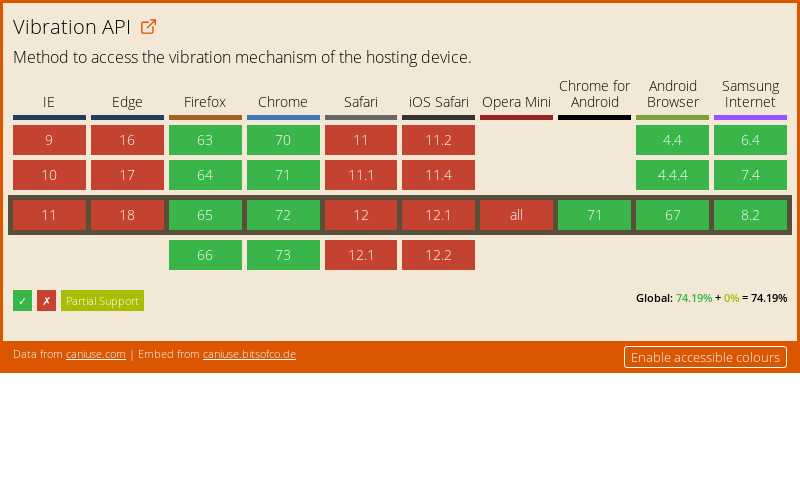 Vibration API
Method to access the vibration mechanism of the hosting device.
IE Edge Firefox Chrome Safari iOS Safari Opera Mini Chrome for Android Android Browser Samsung Internet
9 16 63 70 11 11.2 4.4 6.4
10 17 64 71 11.1 11.4 4.4.4 7.4
11 18 65 72 12 12.1 all 71 67 8.2
66 73 12.1 12.2
✓ ✗ Partial Support Global: 74.19% + 0% = 74.19%
Data from caniuse.com | Embed from caniuse.bitsofco.de Enable accessible colours